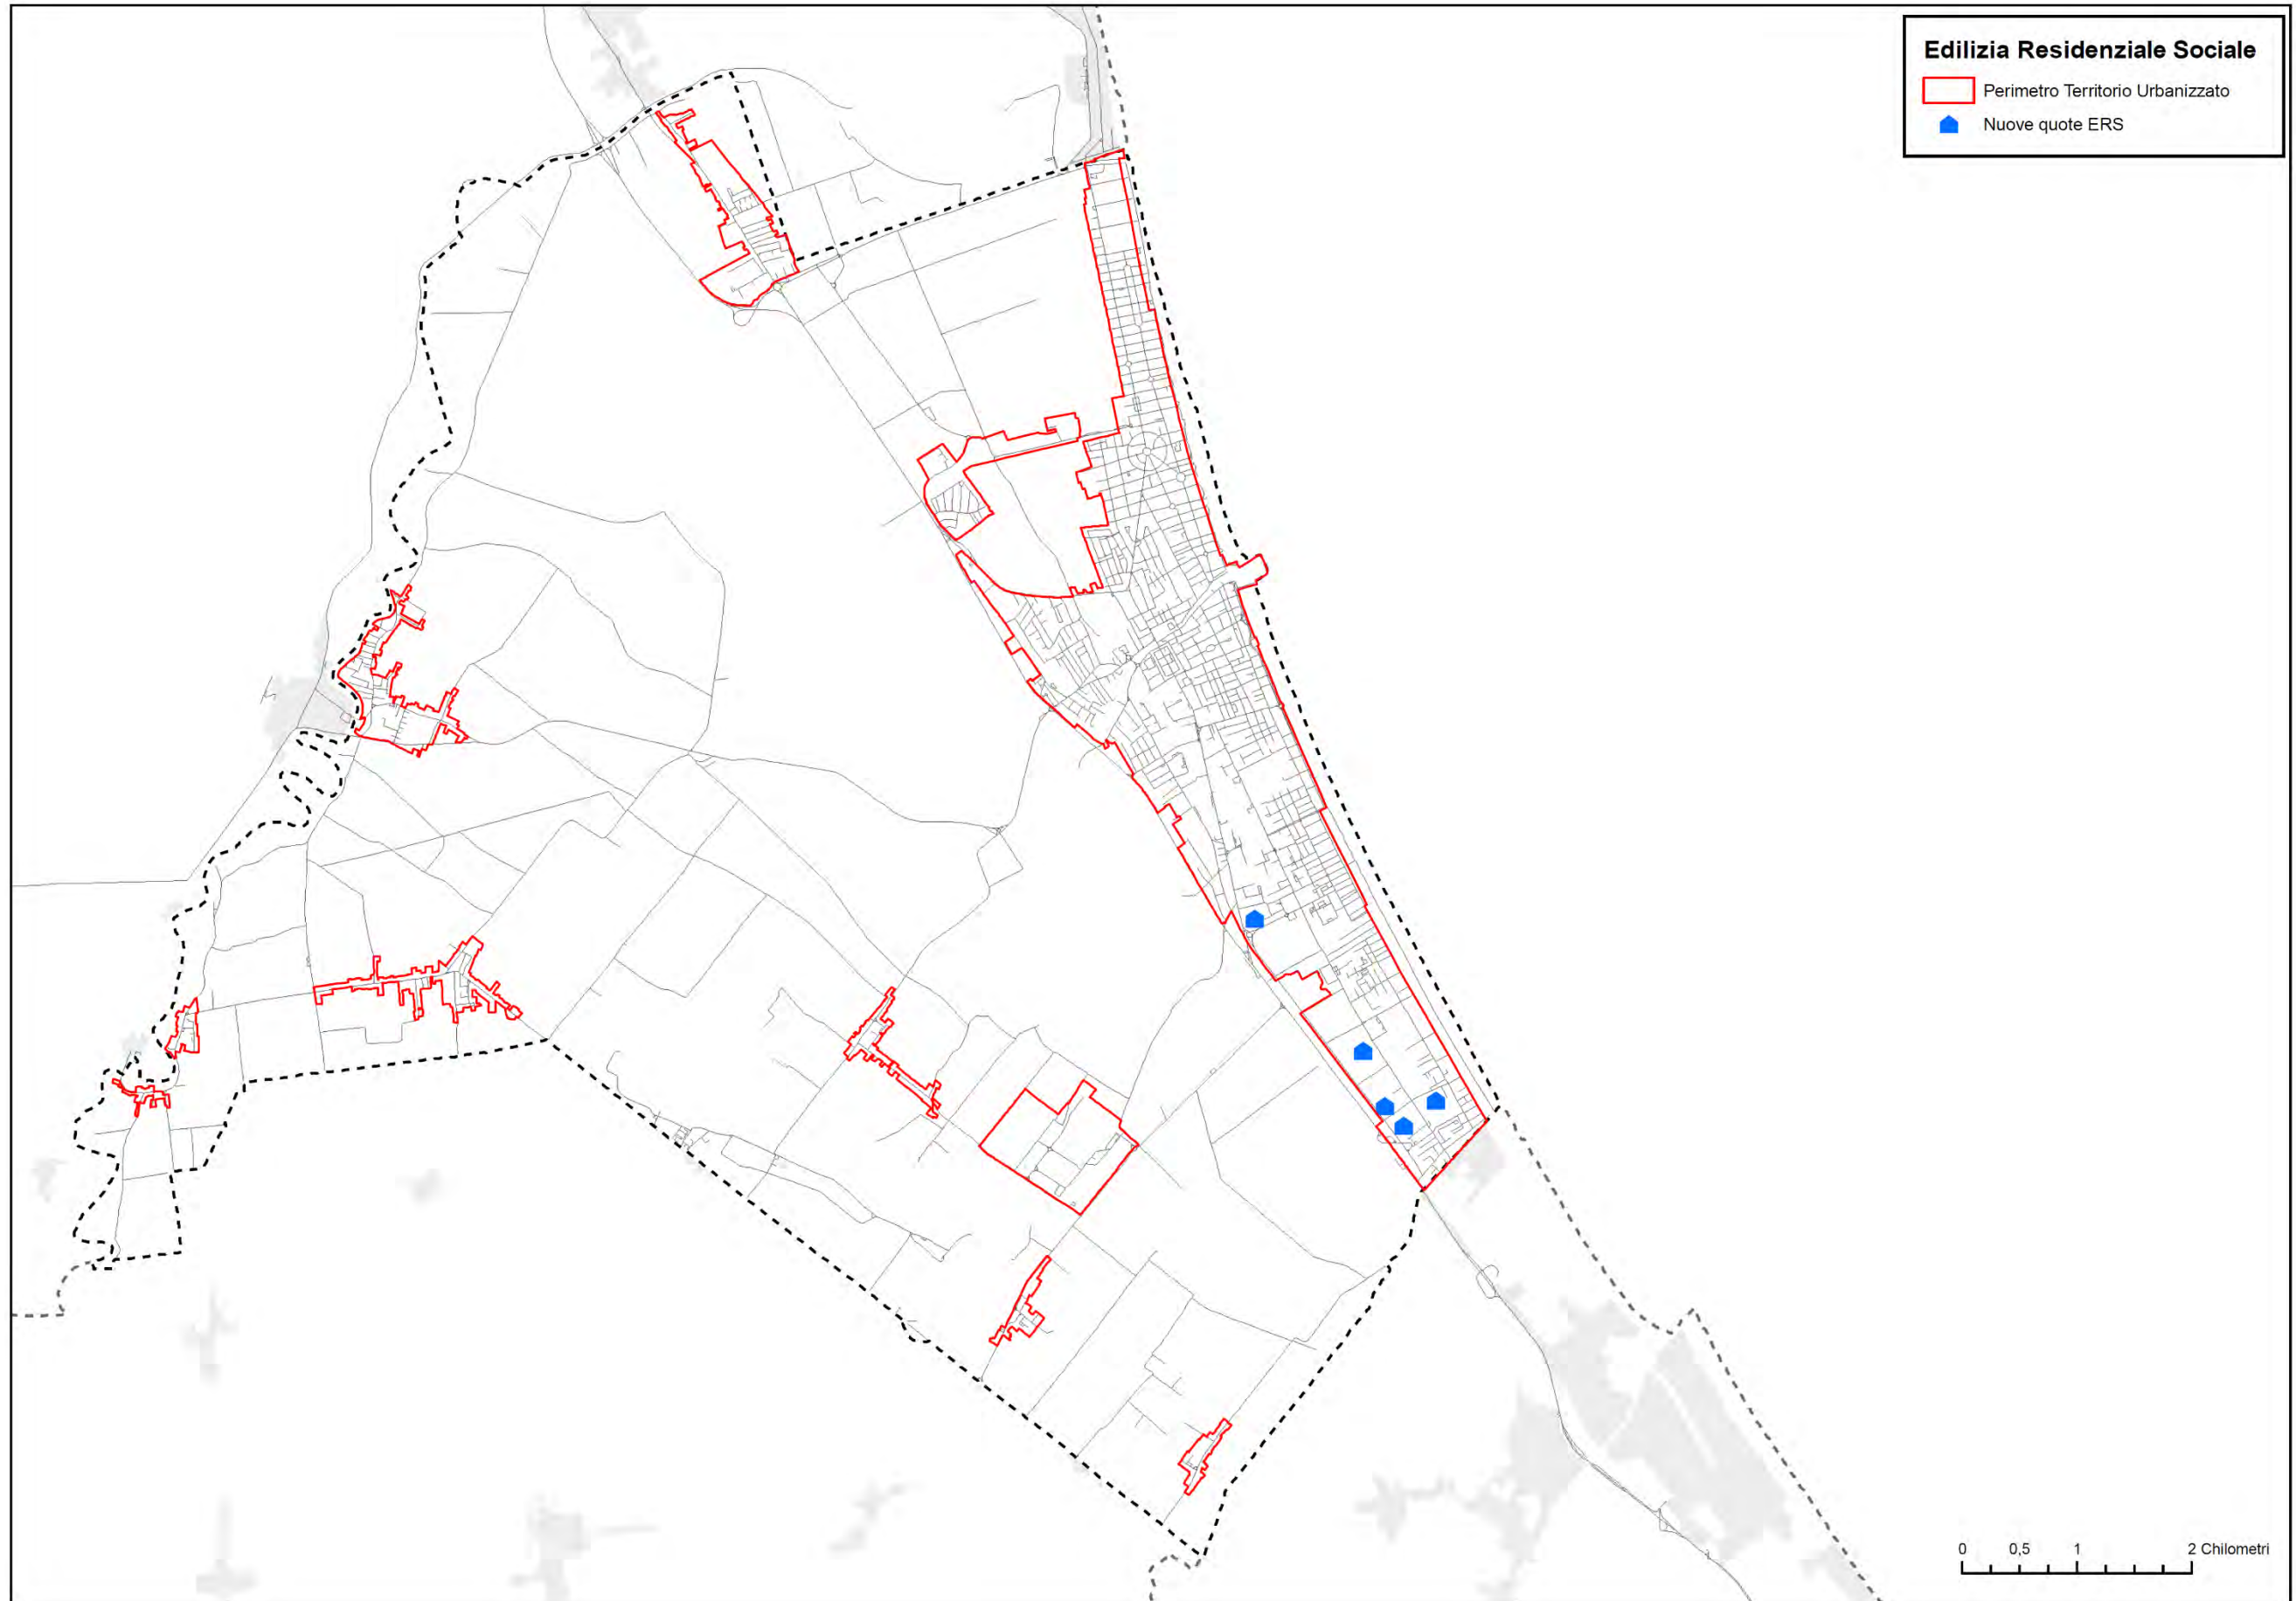 Edilizia Residenziale Sociale
Perimetro Territorio Urbanizzato
Nuove quote ERS
0 0,5 1 2 Chilometri